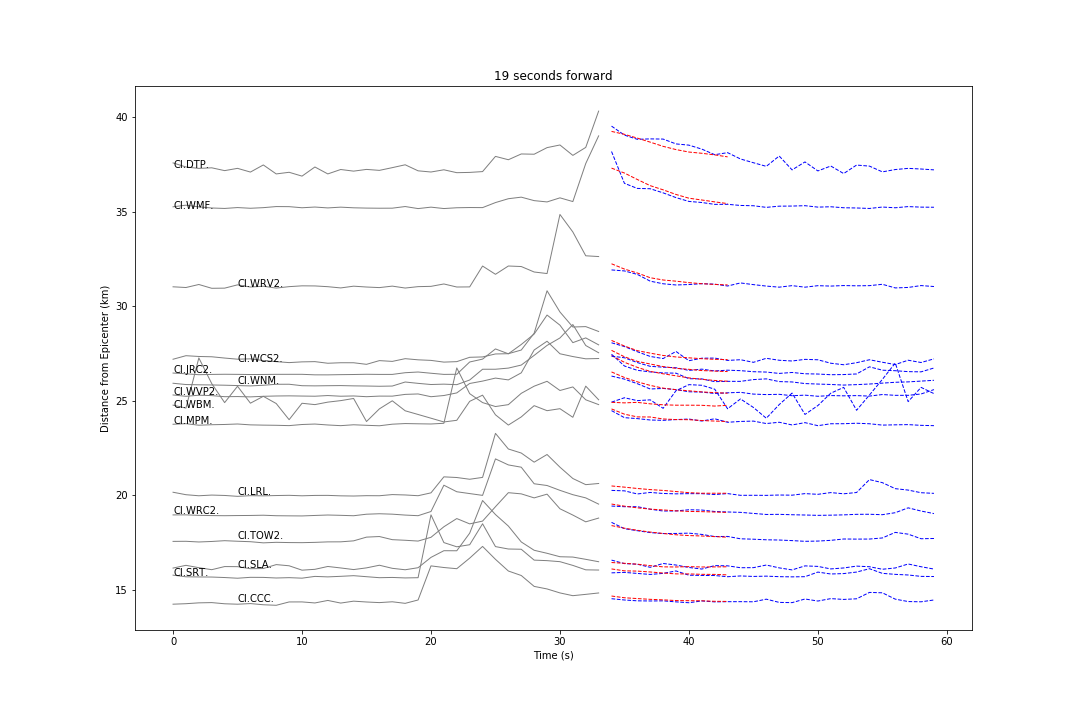 19 seconds forward
40
CI.DTP.
35
CI.WMF.
CI.WRV2.
30
CI.WCS2.
CI.JRC2.
CI.WNM.
CI.WVP2.
25
CI.WBM.
CI.MPM.
20
CI.LRL.
CI.WRC2.
CI.TOW2.
CI.SLA.
CI.SRT.
15
CI.CCC.
Distance from Epicenter (km)
0 10 20 30 40 50 60
Time (s)